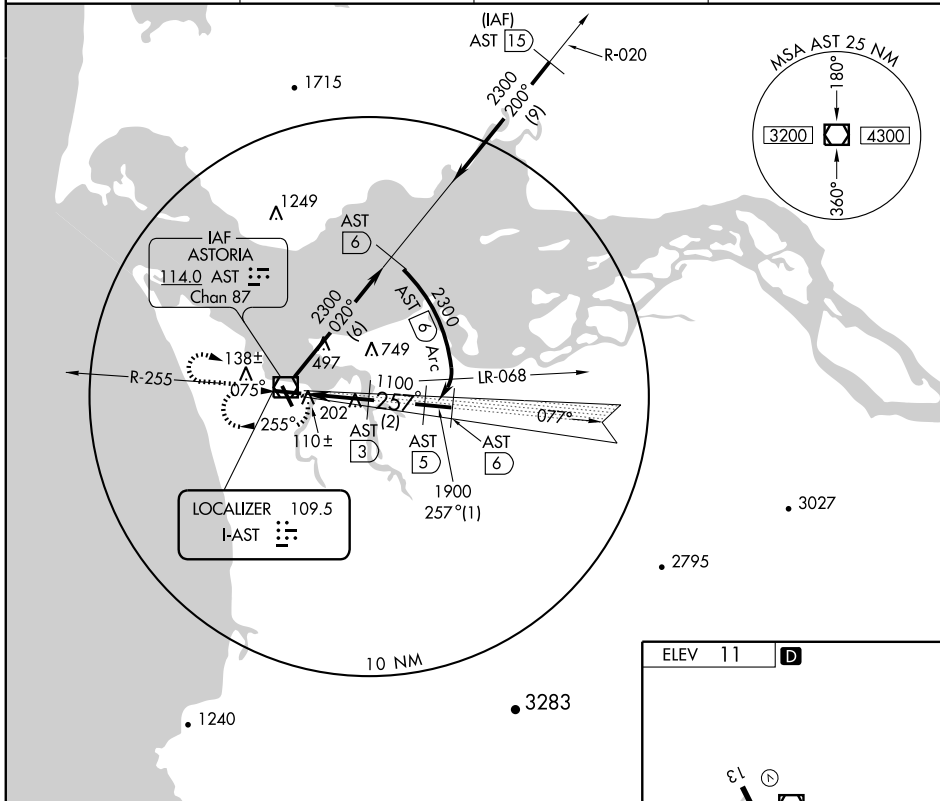 (IAF)
AST 15
R-020
2300
200°
(9)
MSA AST 25 NM
180°
3200
4300
360°
1715
1249
AST
6
IAF
ASTORIA
114.0 AST
Chan 87
2300
020°
(6)
2300
AST 6 Arc
138±
497
749
R-255
075°
1100
LR-068
257°
(2)
202
077°
255°
110±
AST
3
AST
5
AST
6
1900
257°(1)
LOCALIZER 109.5
I-AST
3027
2795
10 NM
3283
1240
ELEV 11
D
13
V